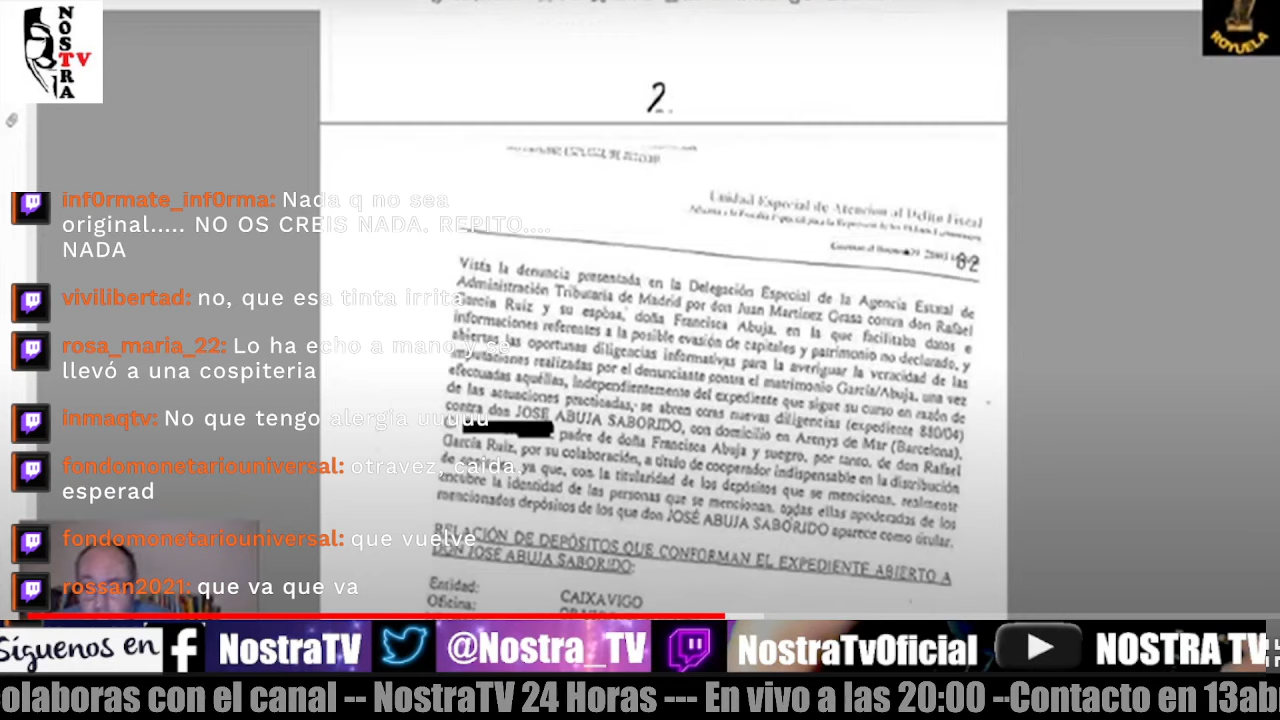 NOSTRA
TV
ROYUELA
2.
Unidad Especial de Atencion al Delito Fiscal
82
Vista la denuncia presentada en la Delegación Especial de la Agencia Estatal de
Administración Tributaria de Madrid por don Juan Martínez Grasa contra don Rafael
García Ruiz y su esposa, doña Francisca Abuja, en la que facilitaba datos e
informaciones referentes a la posible evasión de capitales y patrimonio no declarado, y
abiertas las oportunas diligencias informativas para la averiguar la veracidad de las
imputaciones realizadas por el denunciante contra el matrimonio García/Abuja, una vez
efectuadas aquéllas, independientemente del expediente que sigue su curso en razón de
de las actuaciones practicadas, se abren otras nuevas diligencias (expediente 880/04)
contra don JOSE ABUJA SABORIDO, con domicilio en Arenys de Mar (Barcelona),
padre de doña Francisca Abuja y suegro, por tanto, de don Rafael
García Ruiz, por su colaboración, a título de cooperador indispensable en la distribución
ya que, con la titularidad de los depósitos que se mencionan, realmente
encubre la identidad de las personas que se mencionan, todas ellas apoderadas de los
mencionados depósitos de los que don JOSÉ ABUJA SABORIDO aparece como titular.
RELACIÓN DE DEPÓSITOS QUE CONFORMAN EL EXPEDIENTE ABIERTO A
DON JOSÉ ABUJA SABORIDO:
Entidad: CAIXAVIGO
Oficina:
inf0rmate_inf0rma: Nada q no sea
original..... NO OS CREIS NADA. REPITO....
NADA
vivilibertad: no, que esa tinta irrita
rosa_maria_22: Lo ha echo a mano y se
llevó a una cospiteria
inmaqtv: No que tengo alergia uuuuu
fondomonetariouniversal: otravez, caida.
esperad
fondomonetariouniversal: que vuelve
rossan2021: que va que va
Síguenos en NostraTV @Nostra_TV NostraTvOficial NOSTRA TV
olaboras con el canal -- NostraTV 24 Horas --- En vivo a las 20:00 --Contacto en 13ab